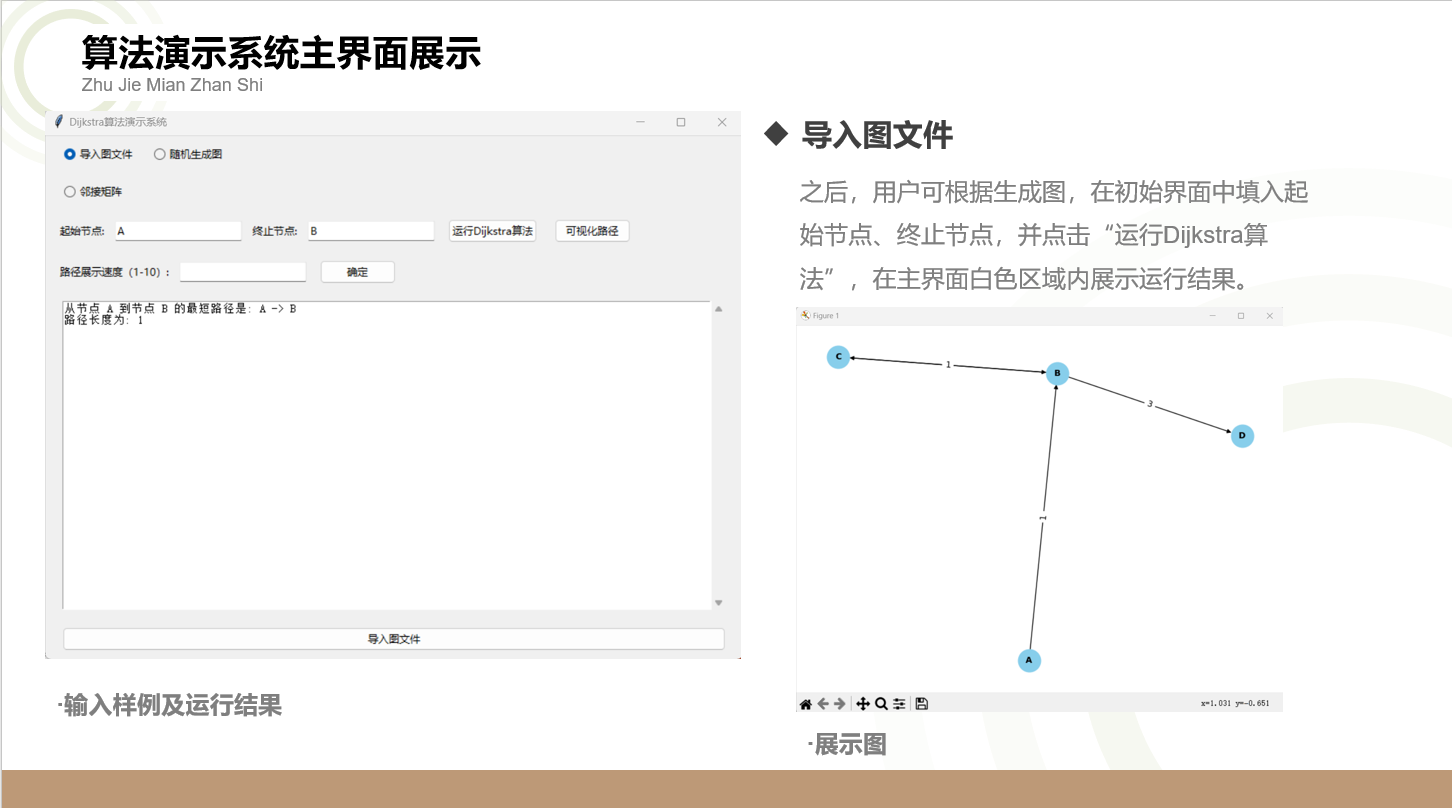 算法演示系统主界面展示
Zhu Jie Mian Zhan Shi
Dijkstra算法演示系统
导入图文件 随机生成图
邻接矩阵
起始节点: A 终止节点: B 运行Dijkstra算法 可视化路径
路径展示速度（1-10）： 确定
从节点 A 到节点 B 的最短路径是: A -> B
路径长度为: 1
导入图文件
·输入样例及运行结果
◆ 导入图文件
之后，用户可根据生成图，在初始界面中填入起
始节点、终止节点，并点击“运行Dijkstra算
法”，在主界面白色区域内展示运行结果。
Figure 1
C
1
B
3
D
1
A
x=1.031 y=-0.651
·展示图